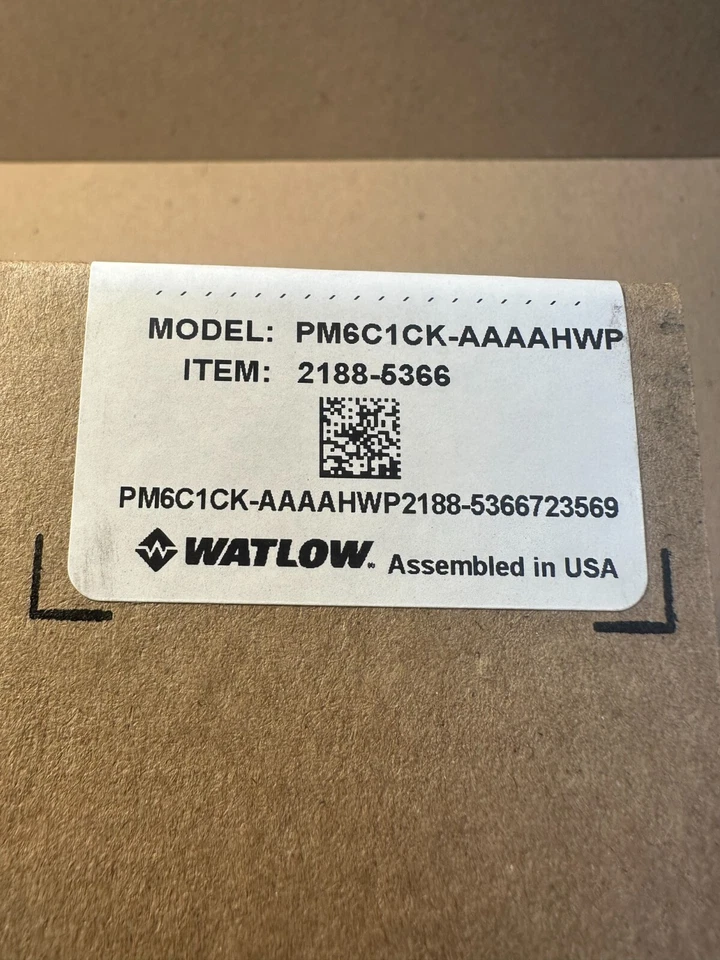 MODEL: PM6C1CK-AAAAHWP
ITEM: 2188-5366
PM6C1CK-AAAAHWP2188-5366723569
WATLOW® Assembled in USA